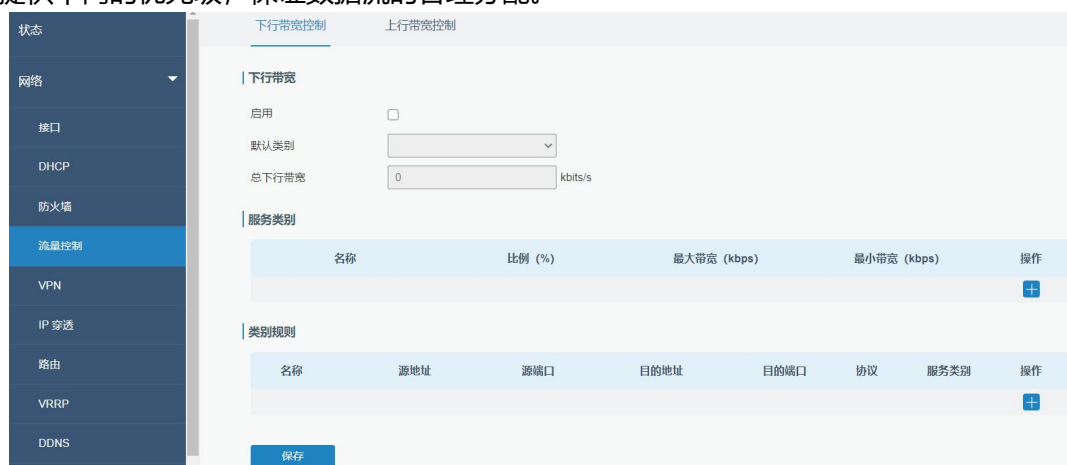 状态
网络
接口
DHCP
防火墙
流量控制
VPN
IP 穿透
路由
VRRP
DDNS
下行带宽控制 上行带宽控制
下行带宽
启用
默认类别
总下行带宽 0 kbits/s
服务类别
名称 比例 (%) 最大带宽 (kbps) 最小带宽 (kbps) 操作
类别规则
名称 源地址 源端口 目的地址 目的端口 协议 服务类别 操作
保存